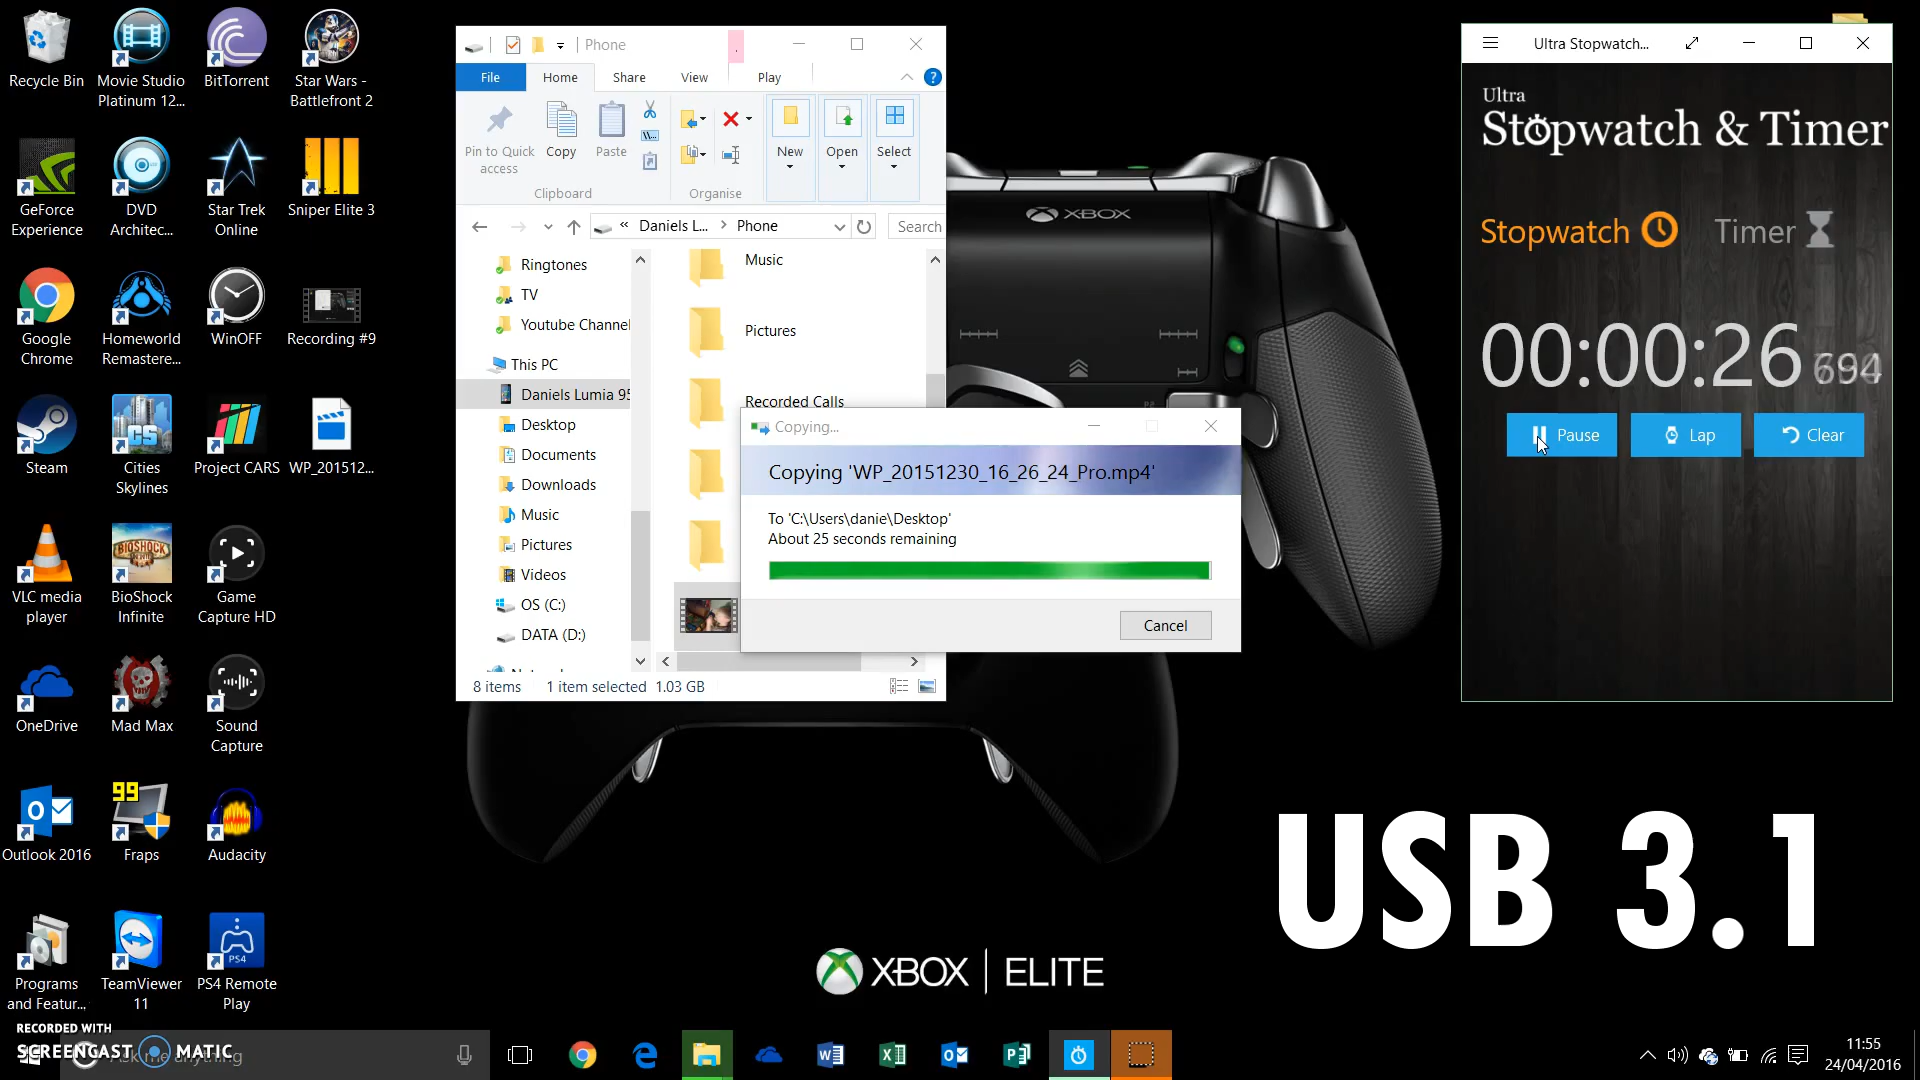 Recycle Bin
Movie Studio
Platinum 12...
BitTorrent
Star Wars -
Battlefront 2
GeForce
Experience
DVD
Architec...
Star Trek
Online
Sniper Elite 3
Google
Chrome
Homeworld
Remastere...
WinOFF
Recording #9
Steam
Cities
Skylines
Project CARS
WP_201512...
VLC media
player
BioShock
Infinite
Game
Capture HD
OneDrive
Mad Max
Sound
Capture
Outlook 2016
Fraps
Audacity
Programs
and Featur...
TeamViewer
11
PS4 Remote
Play
99
CS
BIOSHOCK
INFINITE
PS4
Phone
File
Home
Share
View
Play
Pin to Quick
access
Copy
Paste
New
Open
Select
Clipboard
Organise
« Daniels L... > Phone
Search
Ringtones
TV
Youtube Channel
This PC
Daniels Lumia 95
Desktop
Documents
Downloads
Music
Pictures
Videos
OS (C:)
DATA (D:)
Music
Pictures
Recorded Calls
8 items 1 item selected 1.03 GB
Copying...
Copying 'WP_20151230_16_26_24_Pro.mp4'
To 'C:\Users\danie\Desktop'
About 25 seconds remaining
Cancel
XBOX
Ultra Stopwatch...
Ultra
Stopwatch & Timer
Stopwatch
Timer
00:00:26
Pause
Lap
Clear
USB 3.1
XBOX | ELITE
RECORDED WITH
SCREENCAST MATIC
11:55
24/04/2016